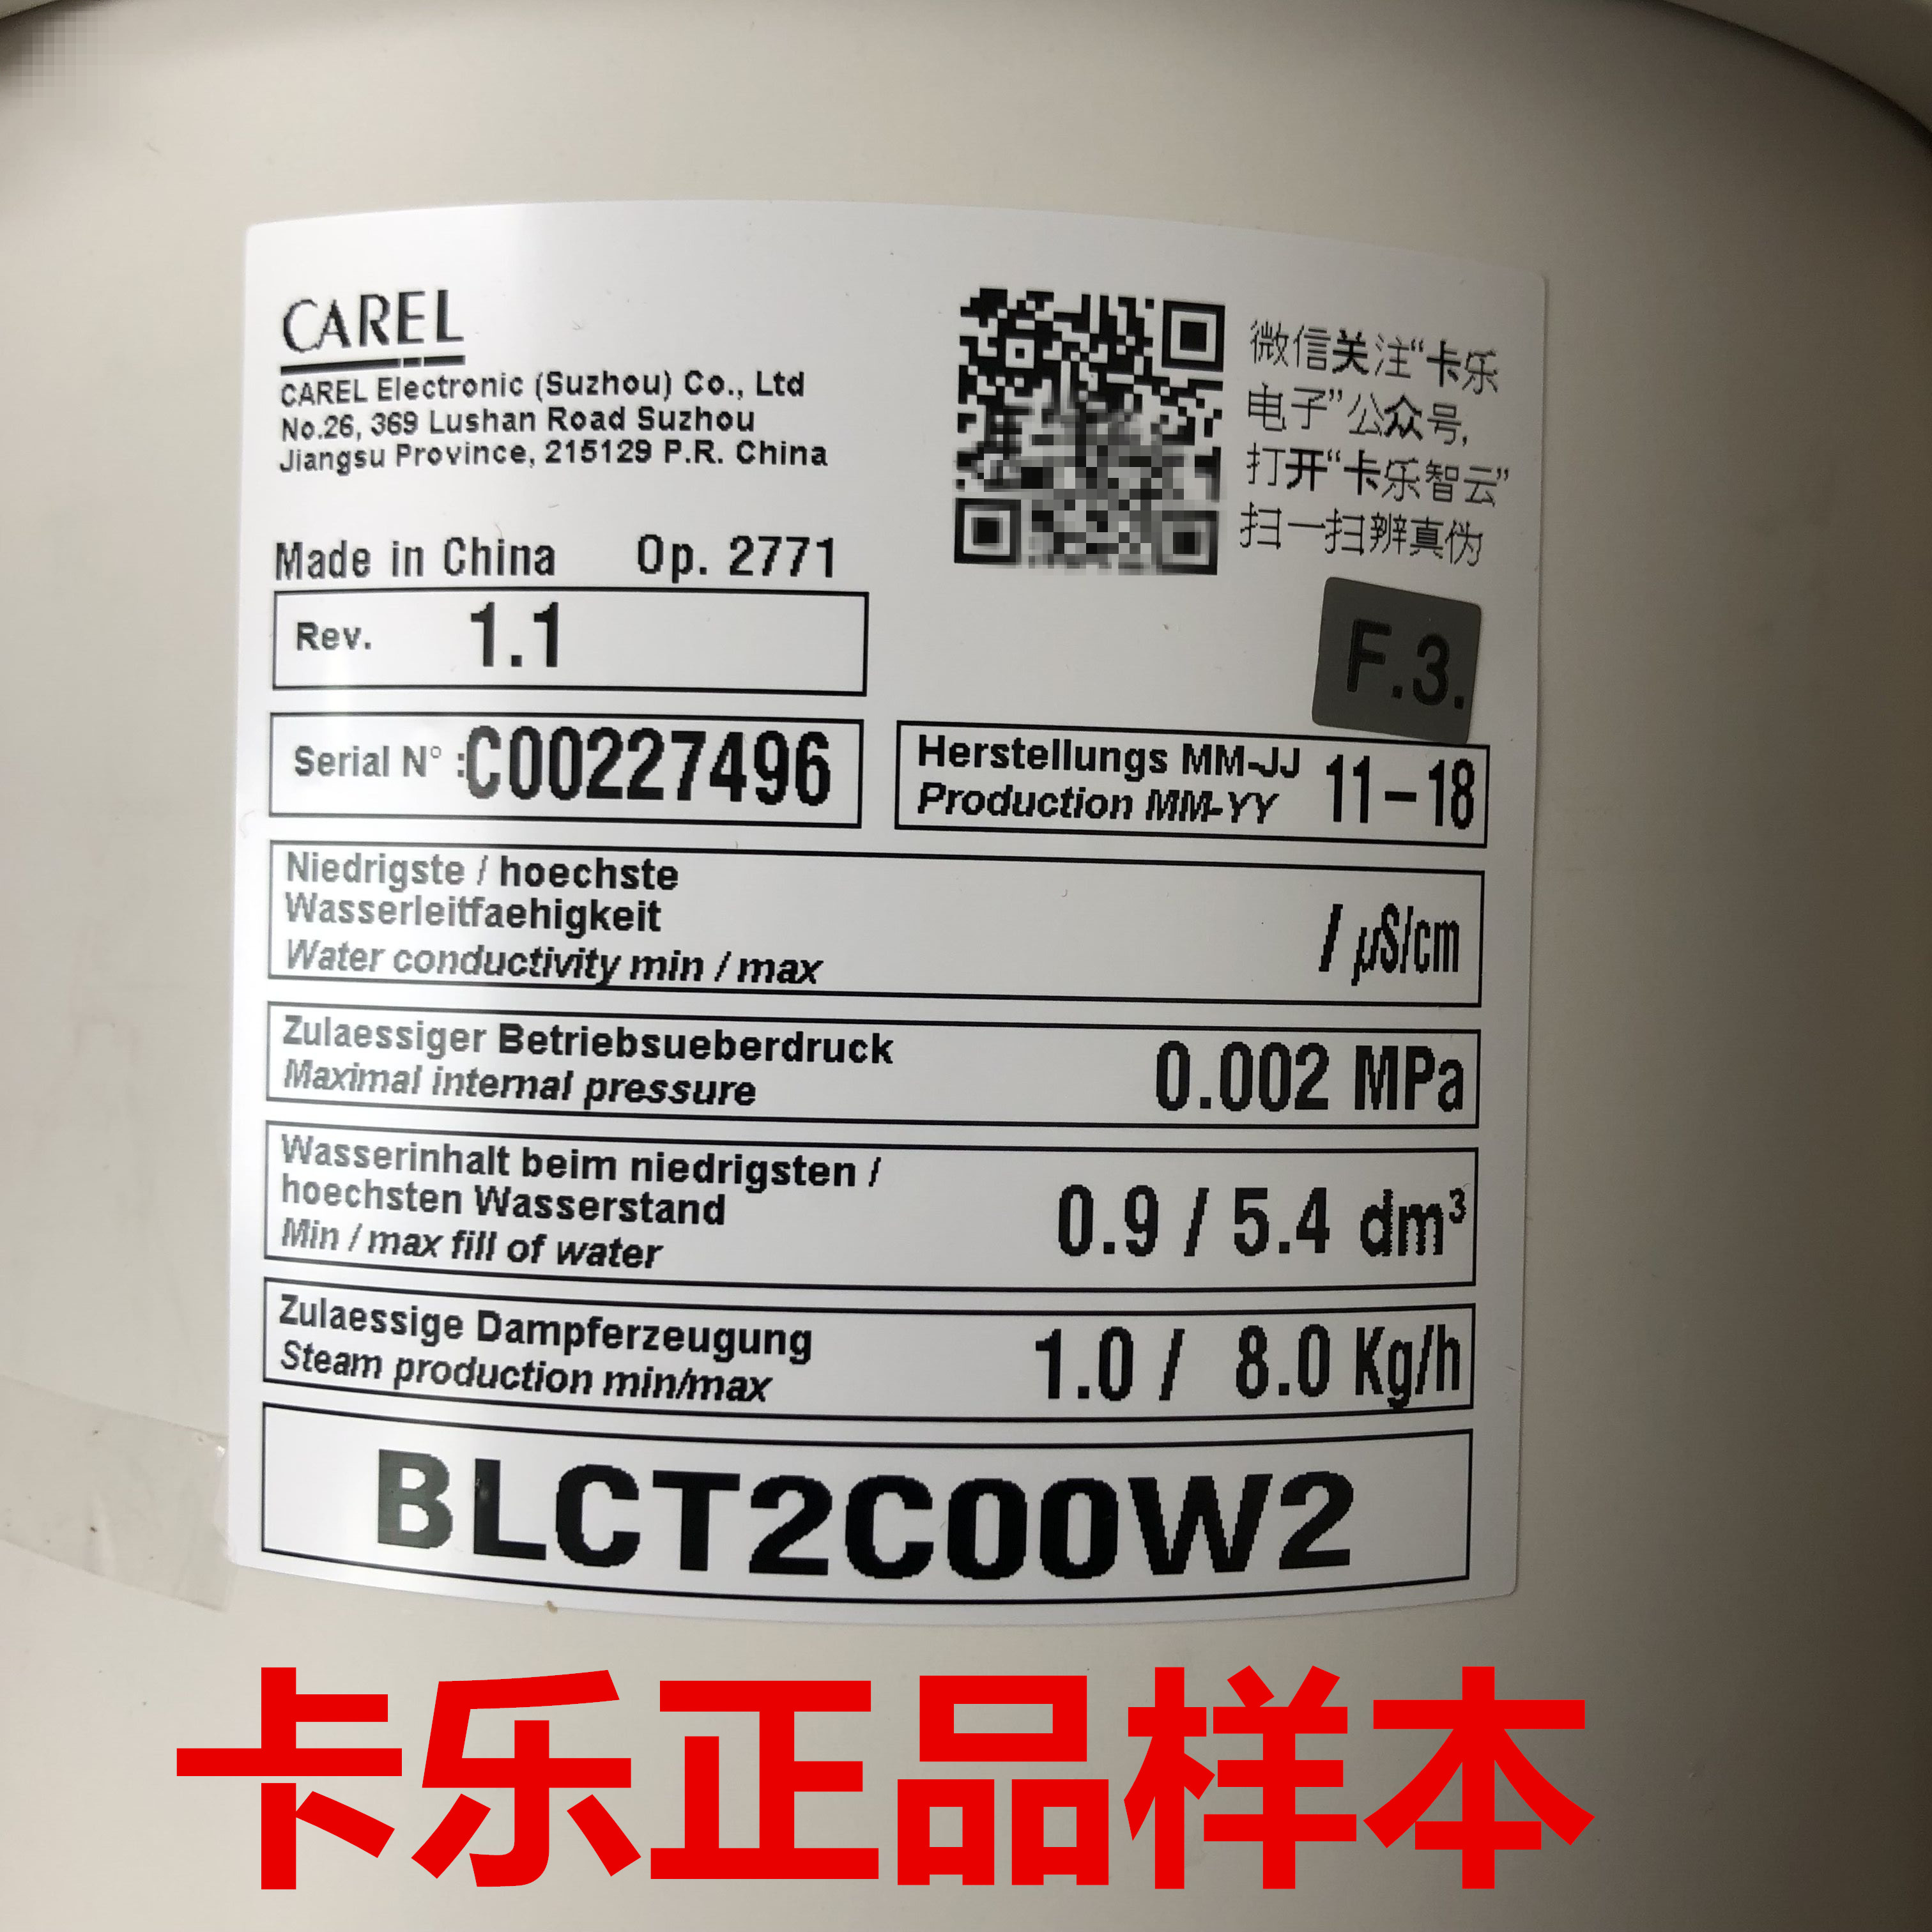 CAREL
CAREL Electronic (Suzhou) Co., Ltd
No.26, 369 Lushan Road Suzhou
Jiangsu Province, 215129 P.R. China
微信关注“卡乐
电子”公众号,
打开“卡乐智云”
扫一扫辨真伪
Made in China Op. 2771
F.3.
Rev. 1.1
Serial N° :C00227496
Herstellungs MM-JJ 11-18
Production MM-YY
Niedrigste / hoechste
Wasserleitfaehigkeit
Water conductivity min / max
/ µS/cm
Zulaessiger Betriebsueberdruck
Maximal internal pressure
0.002 MPa
Wasserinhalt beim niedrigsten /
hoechsten Wasserstand
Min / max fill of water
0.9 / 5.4 dm³
Zulaessige Dampferzeugung
Steam production min/max
1.0 / 8.0 Kg/h
BLCT2C00W2
卡乐正品样本